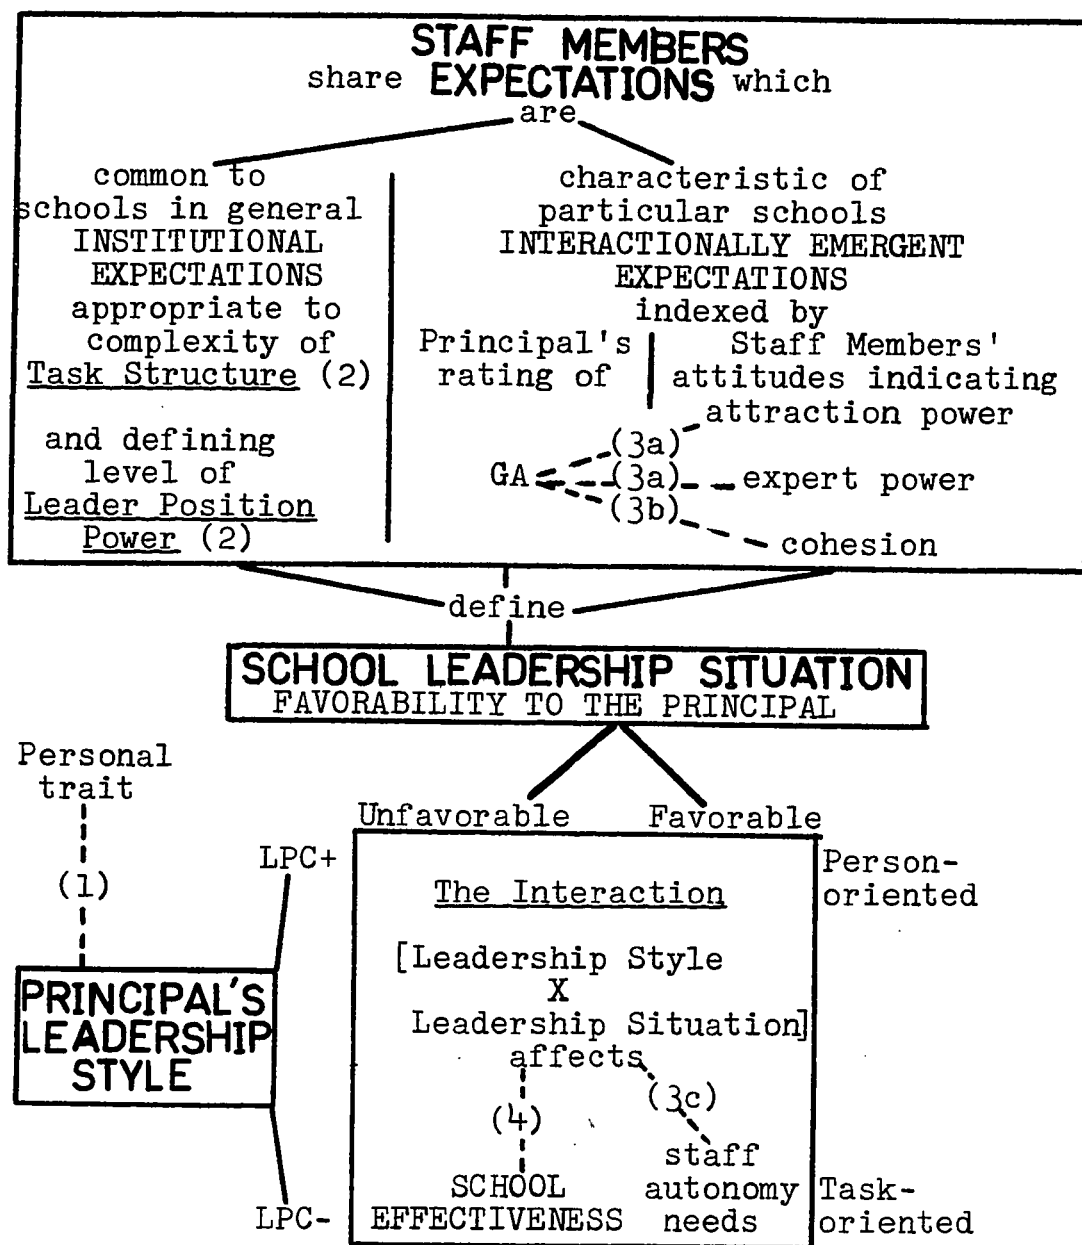 STAFF MEMBERS
share EXPECTATIONS which
are
common to
schools in general
INSTITUTIONAL
EXPECTATIONS
appropriate to
complexity of
Task Structure (2)
and defining
level of
Leader Position
Power (2)
characteristic of
particular schools
INTERACTIONALLY EMERGENT
EXPECTATIONS
indexed by
Principal's
rating of
Staff Members'
attitudes indicating
attraction power
(3a)
GA (3a) expert power
(3b)
cohesion
define
SCHOOL LEADERSHIP SITUATION
FAVORABILITY TO THE PRINCIPAL
Personal
trait
(1)
PRINCIPAL'S
LEADERSHIP
STYLE
LPC+
LPC-
Unfavorable Favorable
Person-
oriented
The Interaction
[Leadership Style
X
Leadership Situation]
affects
(4)
(3c)
SCHOOL
EFFECTIVENESS
staff
autonomy
needs
Task-
oriented